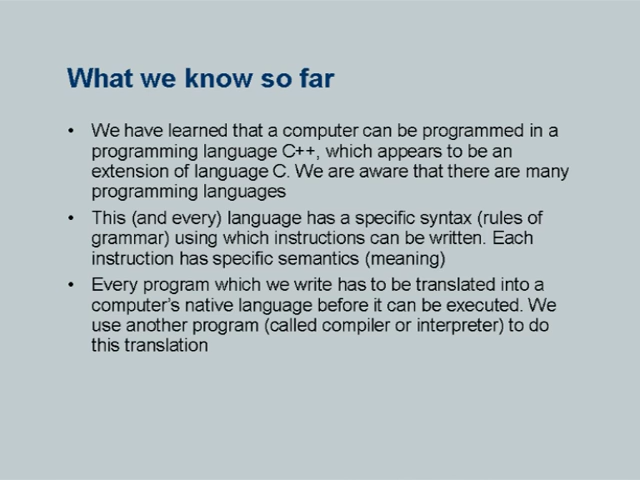 What we know so far
• We have learned that a computer can be programmed in a
programming language C++, which appears to be an
extension of language C. We are aware that there are many
programming languages
• This (and every) language has a specific syntax (rules of
grammar) using which instructions can be written. Each
instruction has specific semantics (meaning)
• Every program which we write has to be translated into a
computer's native language before it can be executed. We
use another program (called compiler or interpreter) to do
this translation